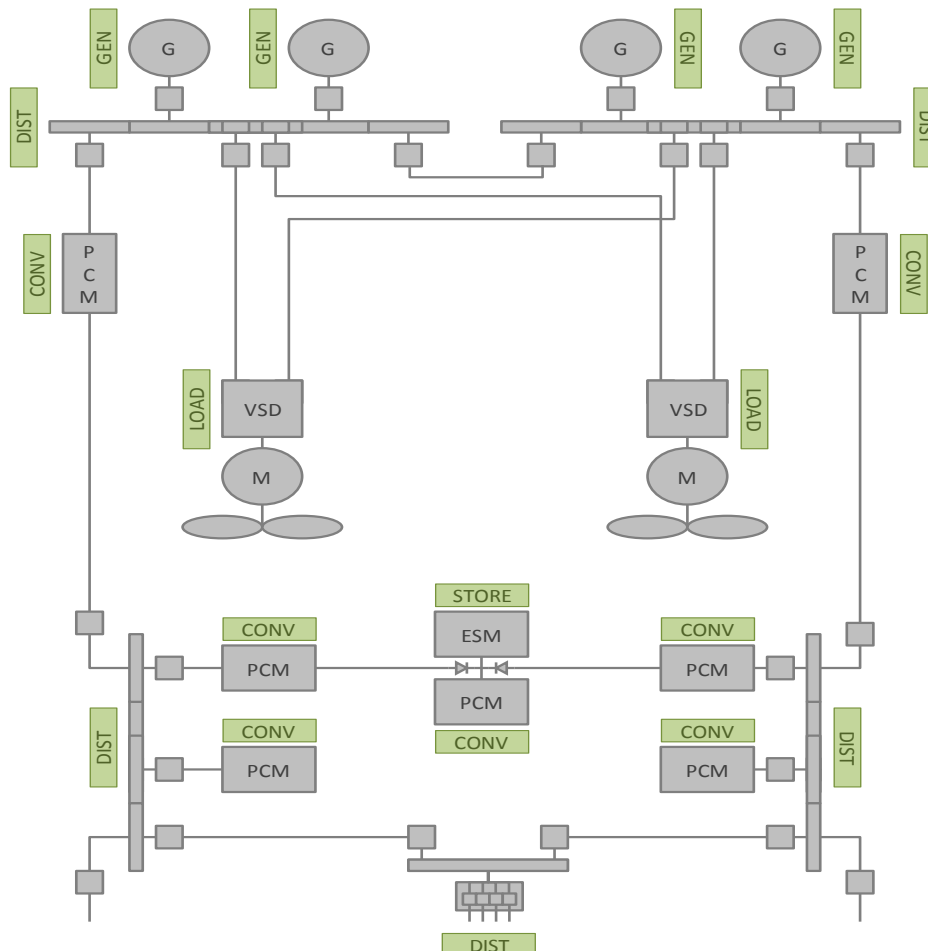 GEN
G
GEN
G
G
GEN
G
GEN
DIST
DIST
CONV
P
C
M
P
C
M
CONV
LOAD
VSD
VSD
LOAD
M
M
STORE
CONV
ESM
CONV
PCM
PCM
PCM
CONV
CONV
CONV
DIST
PCM
PCM
DIST
DIST